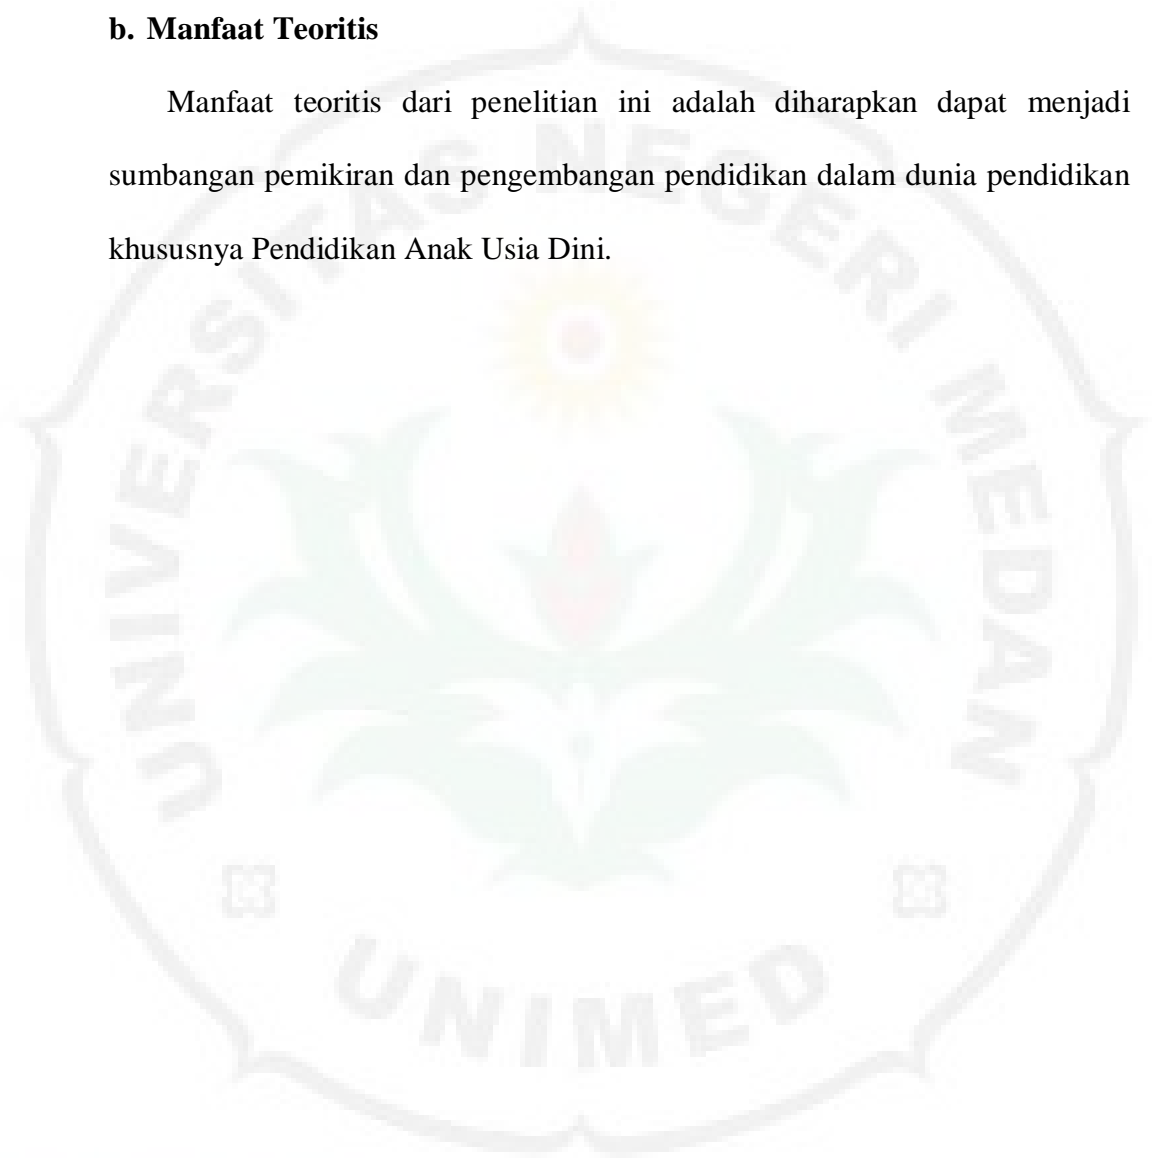 b. Manfaat Teoritis
Manfaat teoritis dari penelitian ini adalah diharapkan dapat menjadi
sumbangan pemikiran dan pengembangan pendidikan dalam dunia pendidikan
khususnya Pendidikan Anak Usia Dini.
UNIVERSITAS NEGERI MEDAN
UNIMED